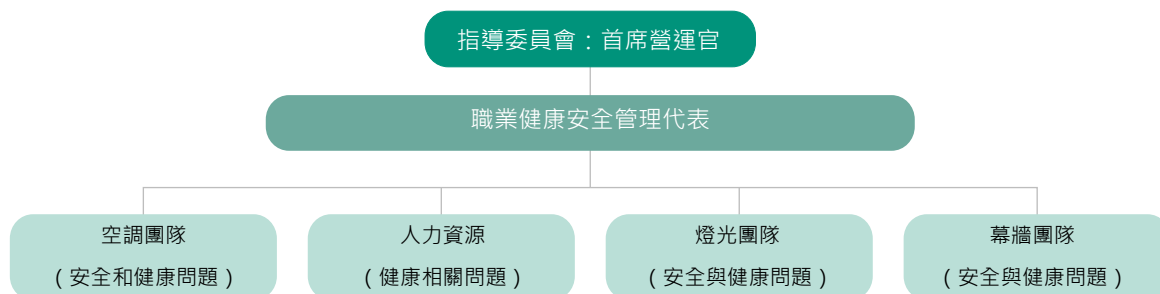 指導委員會：首席營運官
職業健康安全管理代表
空調團隊
（安全和健康問題）
人力資源
（健康相關問題）
燈光團隊
（安全與健康問題）
幕牆團隊
（安全與健康問題）